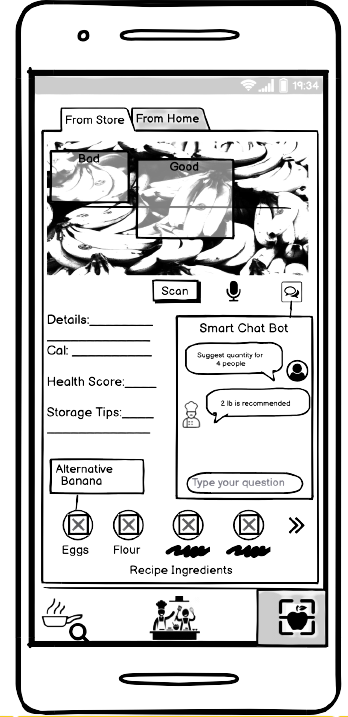 19:34
From Store
From Home
Bad
Good
Scan
Details:
Cal:
Health Score:
Storage Tips:
Smart Chat Bot
Suggest quantity for
4 people
2 lb is recommended
Type your question
Alternative
Banana
Eggs
Flour
Recipe Ingredients